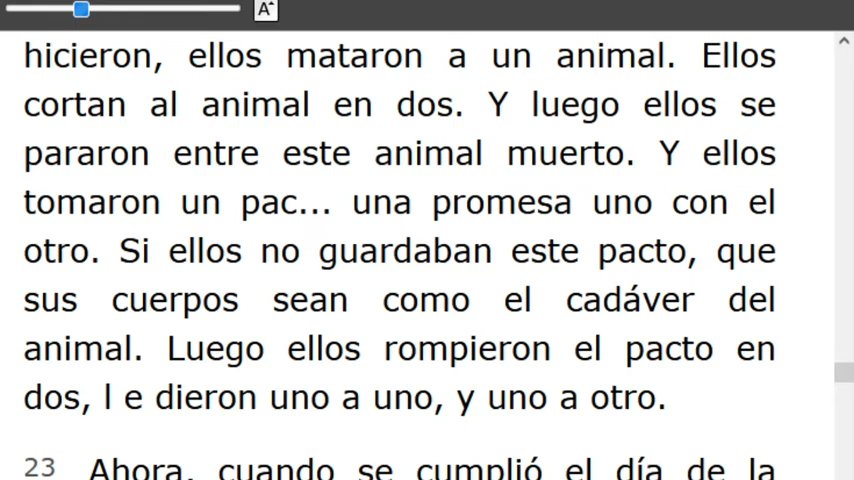 A
hicieron, ellos mataron a un animal. Ellos
cortan al animal en dos. Y luego ellos se
pararon entre este animal muerto. Y ellos
tomaron un pac... una promesa uno con el
otro. Si ellos no guardaban este pacto, que
sus cuerpos sean como el cadáver del
animal. Luego ellos rompieron el pacto en
dos, l e dieron uno a uno, y uno a otro.
23 Ahora, cuando se cumplió el día de la